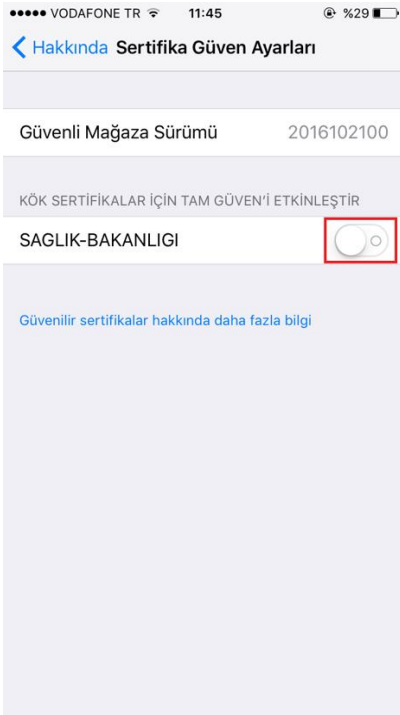 VODAFONE TR 11:45 %29
Hakkında Sertifika Güven Ayarları
Güvenli Mağaza Sürümü 2016102100
KÖK SERTİFİKALAR İÇİN TAM GÜVEN'İ ETKİNLEŞTİR
SAGLIK-BAKANLIGI
Güvenilir sertifikalar hakkında daha fazla bilgi